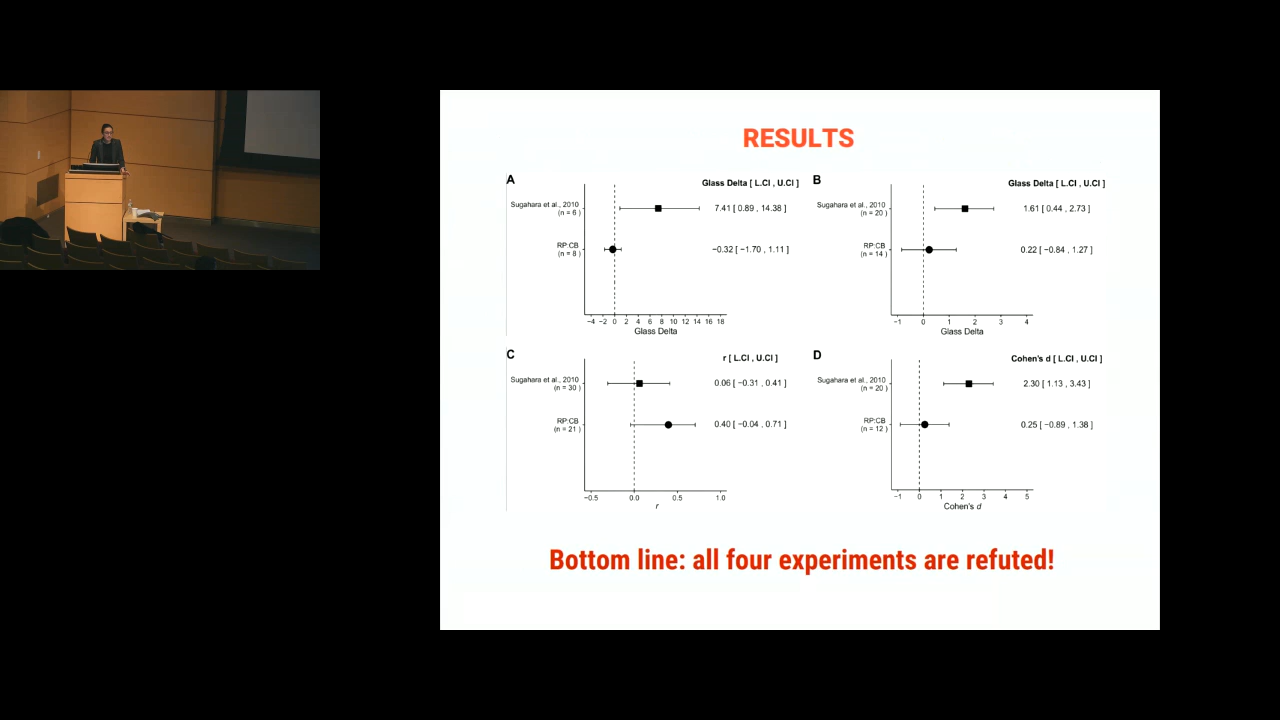 RESULTS
A
Glass Delta [ L.CI , U.CI ]
Sugahara et al., 2010
(n = 6)
7.41 [ 0.89 , 14.38 ]
RP:CB
(n = 8)
−0.32 [ −1.70 , 1.11 ]
−4 −2 0 2 4 6 8 10 12 14 16 18
Glass Delta
B
Glass Delta [ L.CI , U.CI ]
Sugahara et al., 2010
(n = 20)
1.61 [ 0.44 , 2.73 ]
RP:CB
(n = 14)
0.22 [ −0.84 , 1.27 ]
−1 0 1 2 3 4
Glass Delta
C
r [ L.CI , U.CI ]
Sugahara et al., 2010
(n = 30)
0.06 [ −0.31 , 0.41 ]
RP:CB
(n = 21)
0.40 [ −0.04 , 0.71 ]
−0.5 0.0 0.5 1.0
r
D
Cohen's d [ L.CI , U.CI ]
Sugahara et al., 2010
(n = 20)
2.30 [ 1.13 , 3.43 ]
RP:CB
(n = 12)
0.25 [ −0.89 , 1.38 ]
−1 0 1 2 3 4 5
Cohen's d
Bottom line: all four experiments are refuted!